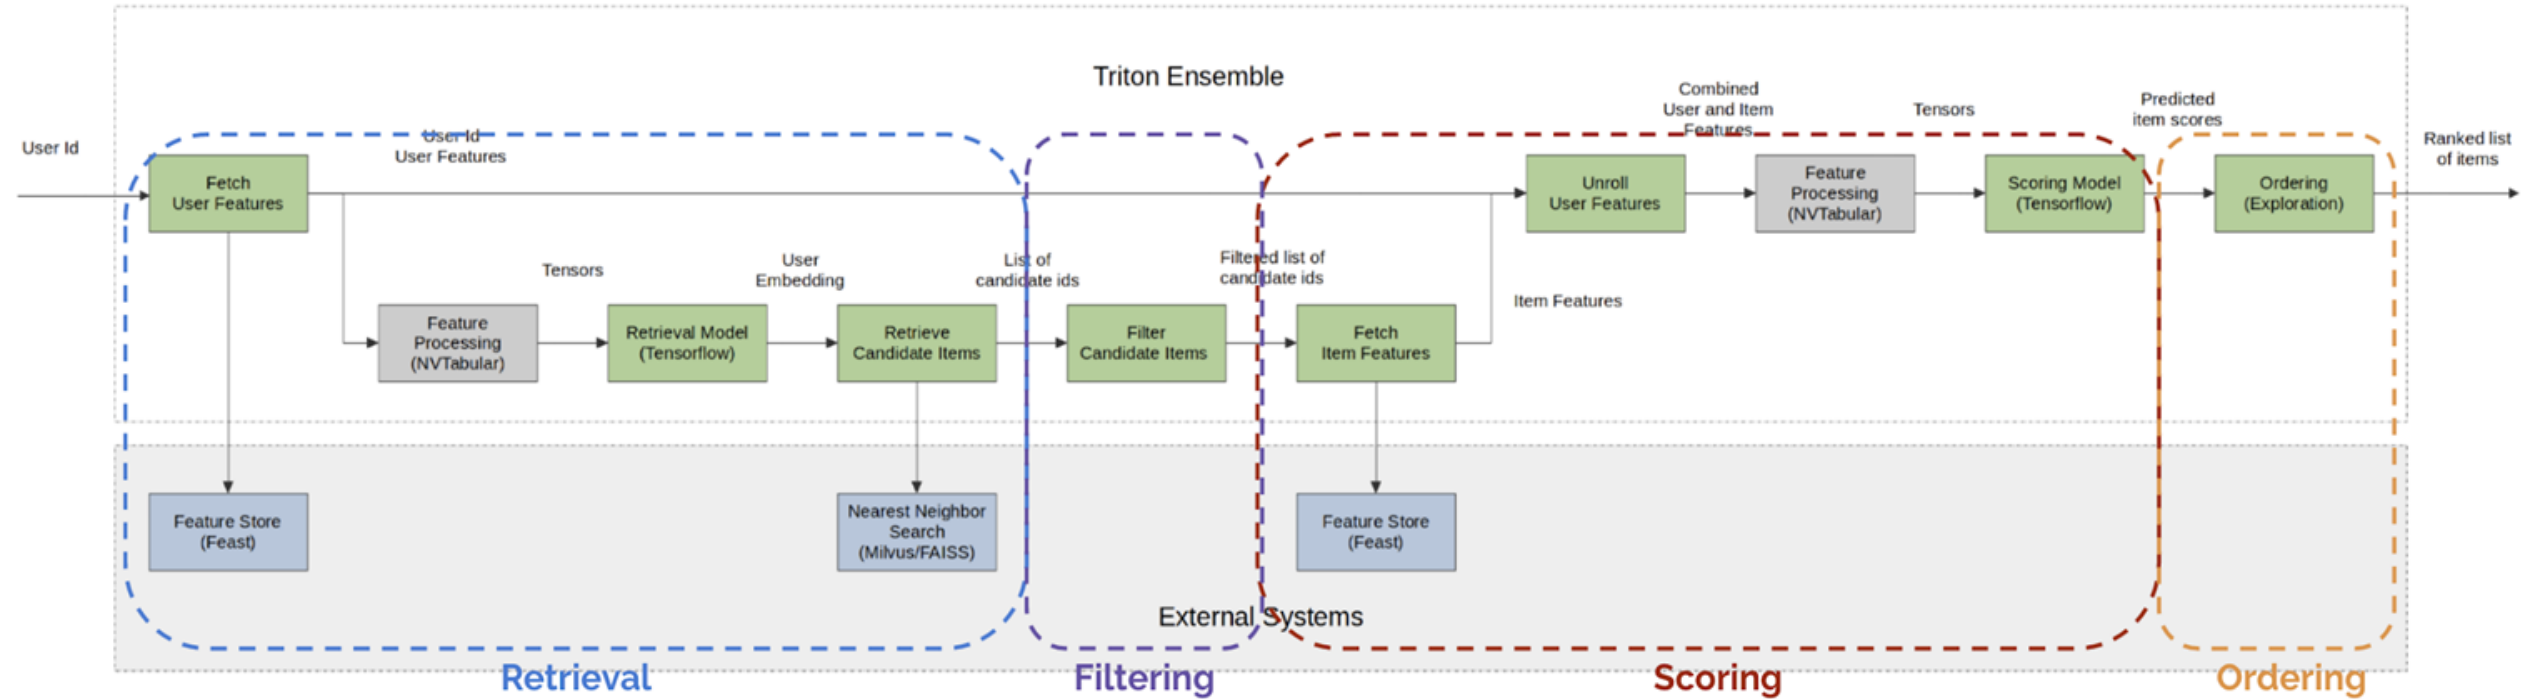 Triton Ensemble
User Id
User Id
User Features
Combined
User and Item
Features
Tensors
Predicted
item scores
Ranked list
of items
Fetch
User Features
Unroll
User Features
Feature
Processing
(NVTabular)
Scoring Model
(Tensorflow)
Ordering
(Exploration)
Tensors
User
Embedding
List of
candidate ids
Filtered list of
candidate ids
Item Features
Feature
Processing
(NVTabular)
Retrieval Model
(Tensorflow)
Retrieve
Candidate Items
Filter
Candidate Items
Fetch
Item Features
Feature Store
(Feast)
Nearest Neighbor
Search
(Milvus/FAISS)
Feature Store
(Feast)
External Systems
Retrieval
Filtering
Scoring
Ordering